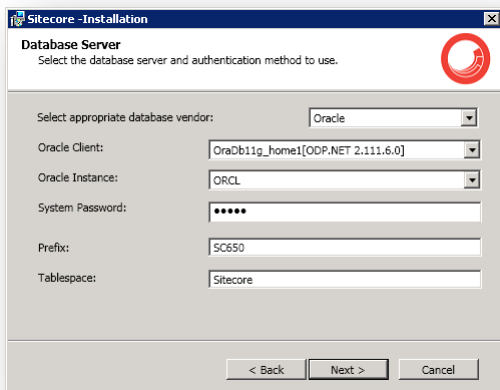 Sitecore -Installation
Database Server
Select the database server and authentication method to use.
Select appropriate database vendor: Oracle
Oracle Client: OraDb11g_home1[ODP.NET 2.111.6.0]
Oracle Instance: ORCL
System Password: •••••
Prefix: SC650
Tablespace: Sitecore
< Back Next > Cancel